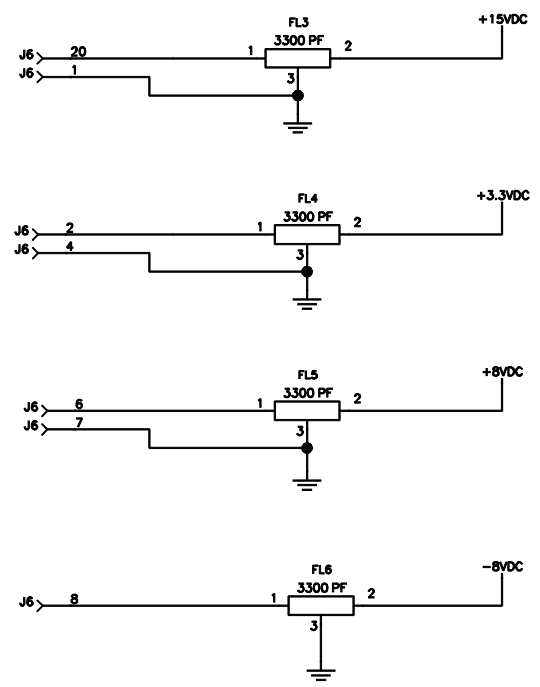 +15VDC
FL3
3300 PF
J6 20 1 2
J6 1 3
+3.3VDC
FL4
3300 PF
J6 2 1 2
J6 4 3
+8VDC
FL5
3300 PF
J6 6 1 2
J6 7 3
-8VDC
FL6
3300 PF
J6 8 1 2
3